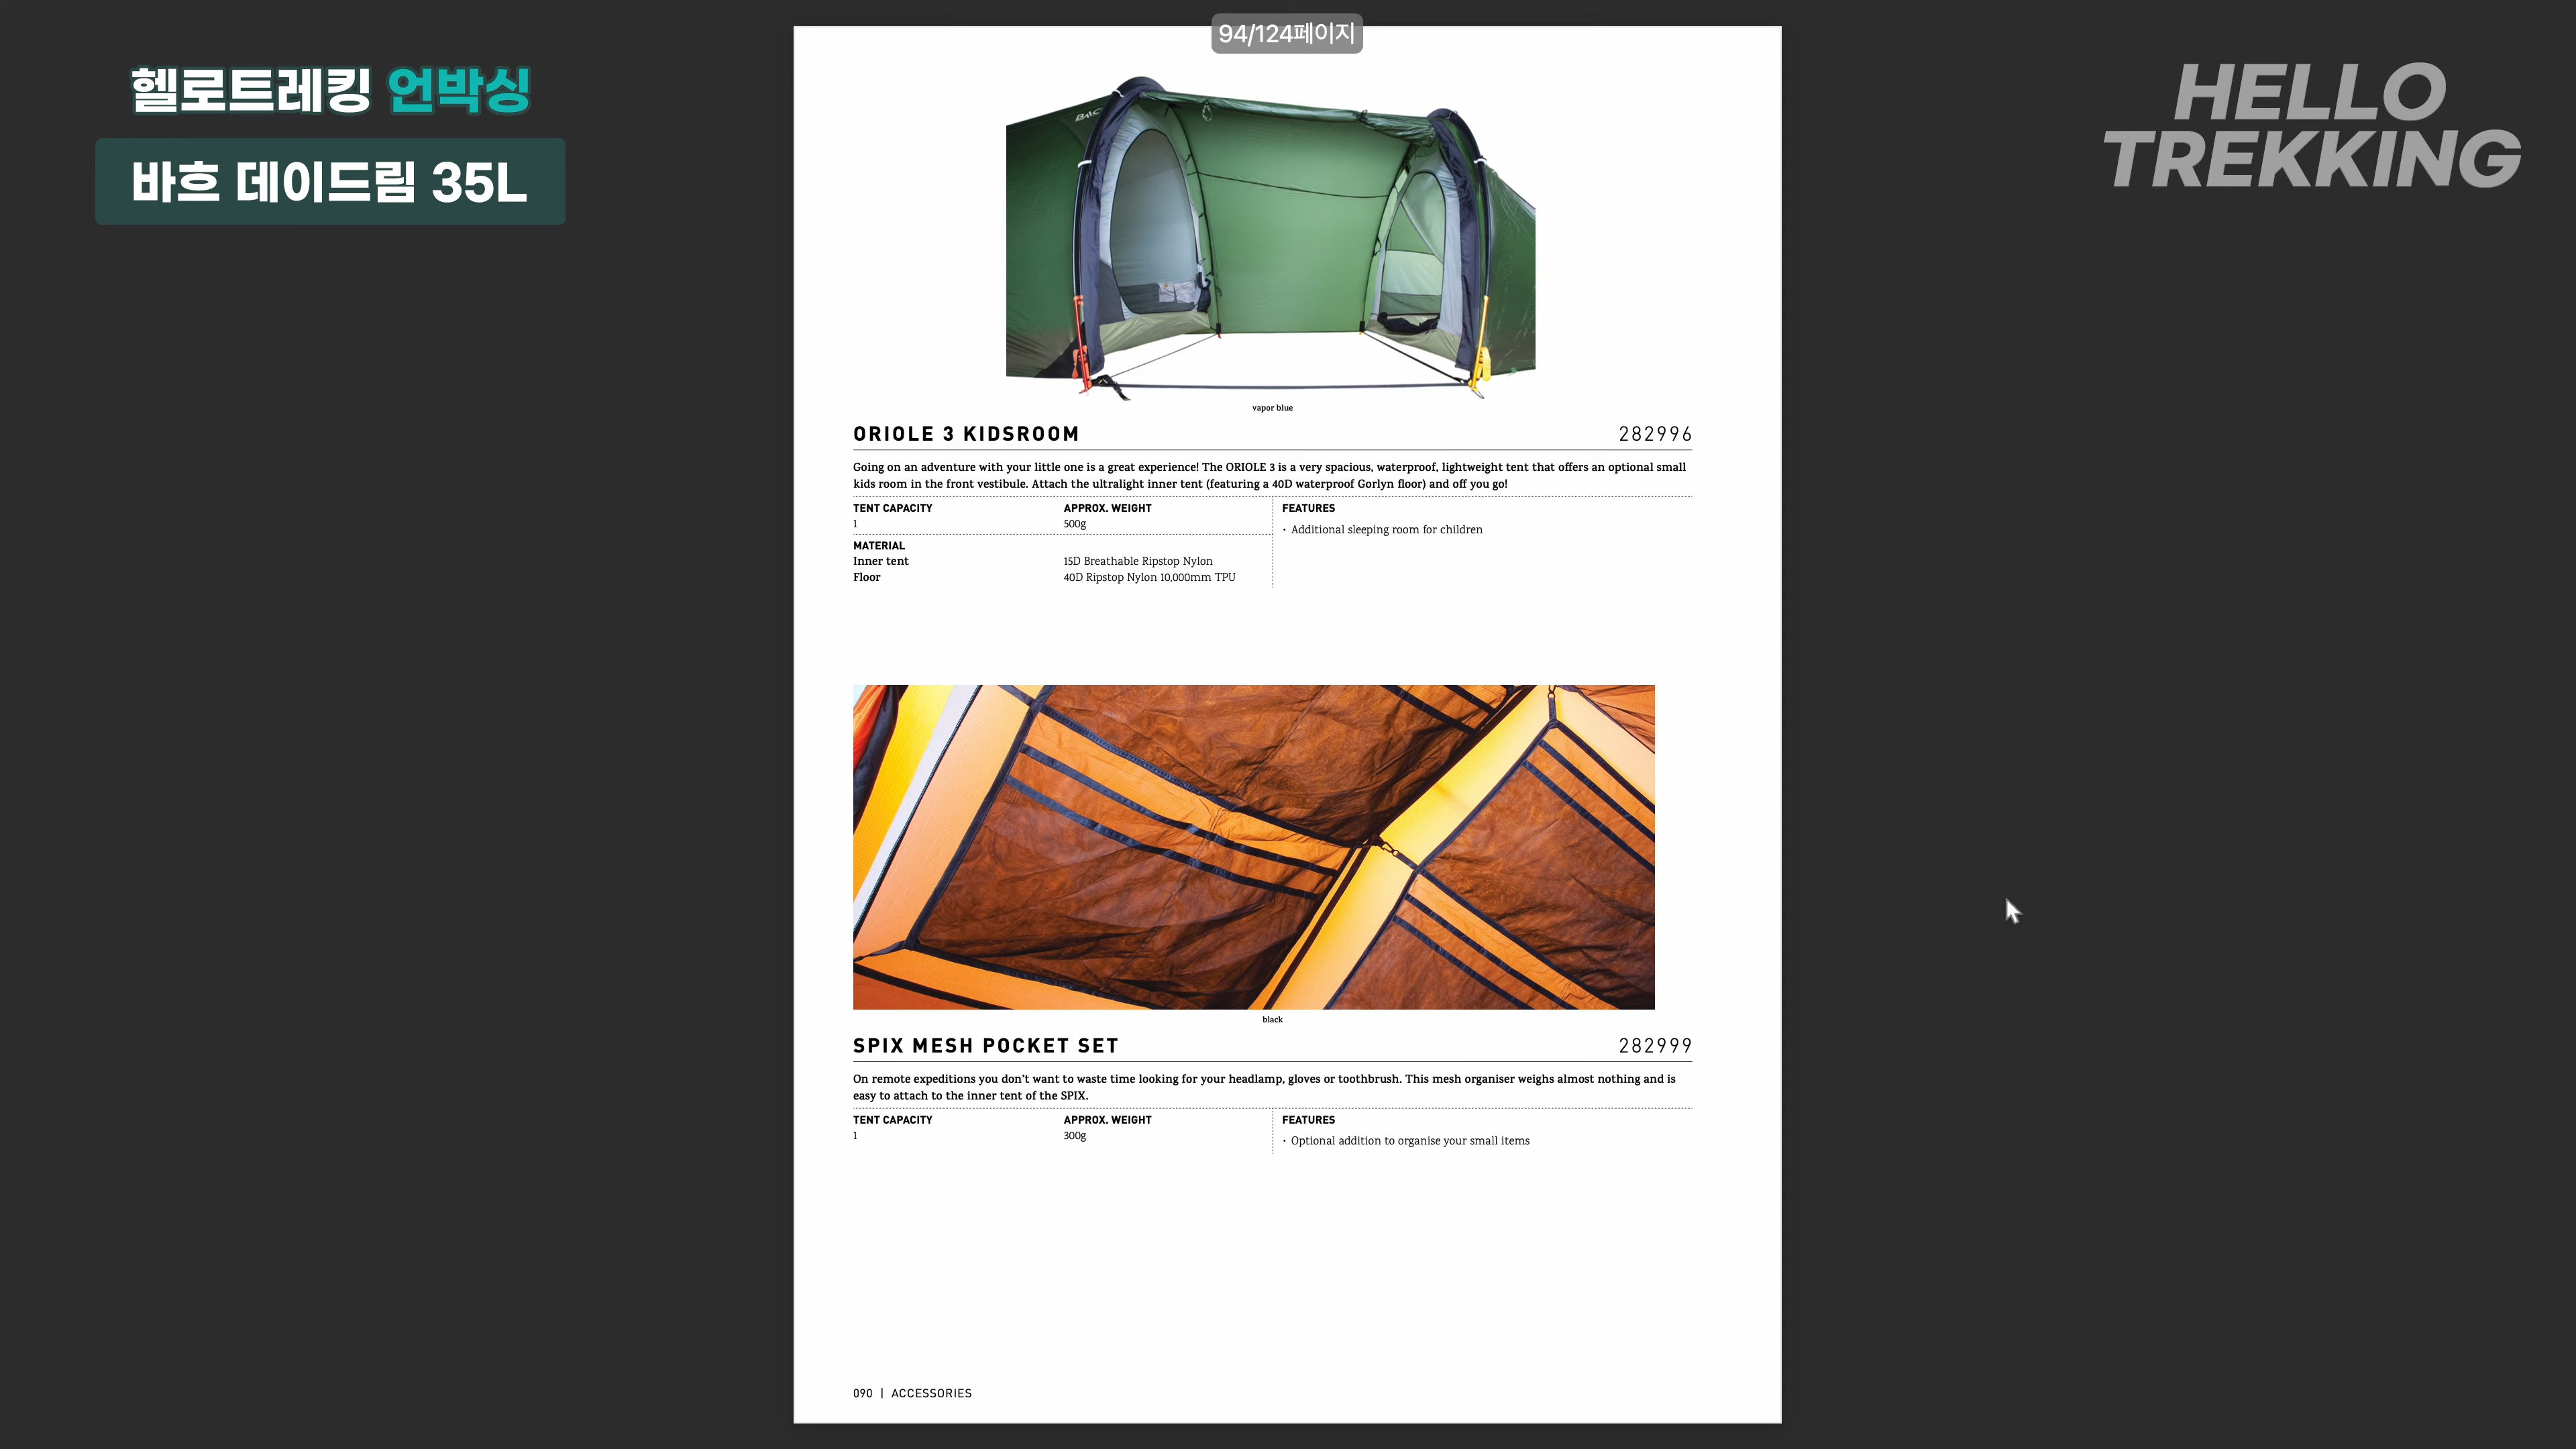 94/124페이지
헬로트레킹 언박싱
바흐 데이드림 35L
HELLO
TREKKING
vapor blue
ORIOLE 3 KIDSROOM 282996
Going on an adventure with your little one is a great experience! The ORIOLE 3 is a very spacious, waterproof, lightweight tent that offers an optional small
kids room in the front vestibule. Attach the ultralight inner tent (featuring a 40D waterproof Gorlyn floor) and off you go!
TENT CAPACITY APPROX. WEIGHT FEATURES
1 500g
• Additional sleeping room for children
MATERIAL
Inner tent 15D Breathable Ripstop Nylon
Floor 40D Ripstop Nylon 10,000mm TPU
black
SPIX MESH POCKET SET 282999
On remote expeditions you don't want to waste time looking for your headlamp, gloves or toothbrush. This mesh organiser weighs almost nothing and is
easy to attach to the inner tent of the SPIX.
TENT CAPACITY APPROX. WEIGHT FEATURES
1 300g
• Optional addition to organise your small items
090 | ACCESSORIES